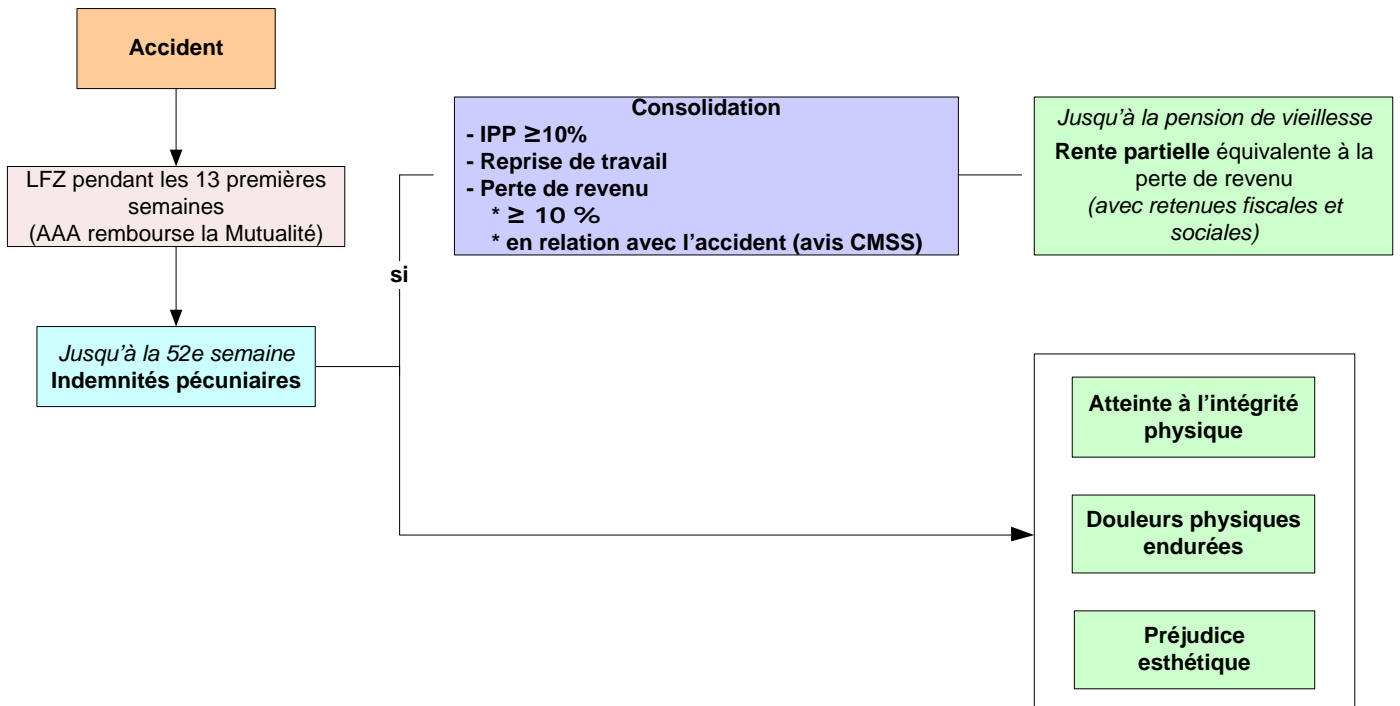 Accident
LFZ pendant les 13 premières
semaines
(AAA rembourse la Mutualité)
Jusqu'à la 52e semaine
Indemnités pécuniaires
si
Consolidation
- IPP ≥10%
- Reprise de travail
- Perte de revenu
* ≥ 10 %
* en relation avec l'accident (avis CMSS)
Jusqu'à la pension de vieillesse
Rente partielle équivalente à la
perte de revenu
(avec retenues fiscales et
sociales)
Atteinte à l'intégrité
physique
Douleurs physiques
endurées
Préjudice
esthétique